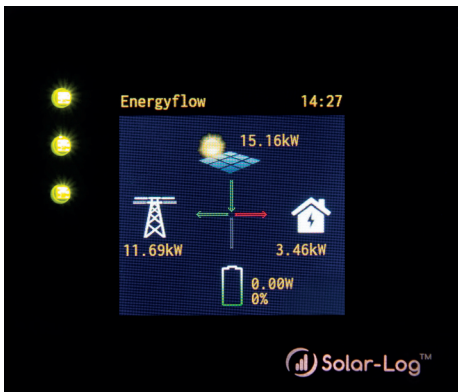 Energyflow 14:27
15.16kW
11.69kW 3.46kW
0.00W
0%
Solar-Log™